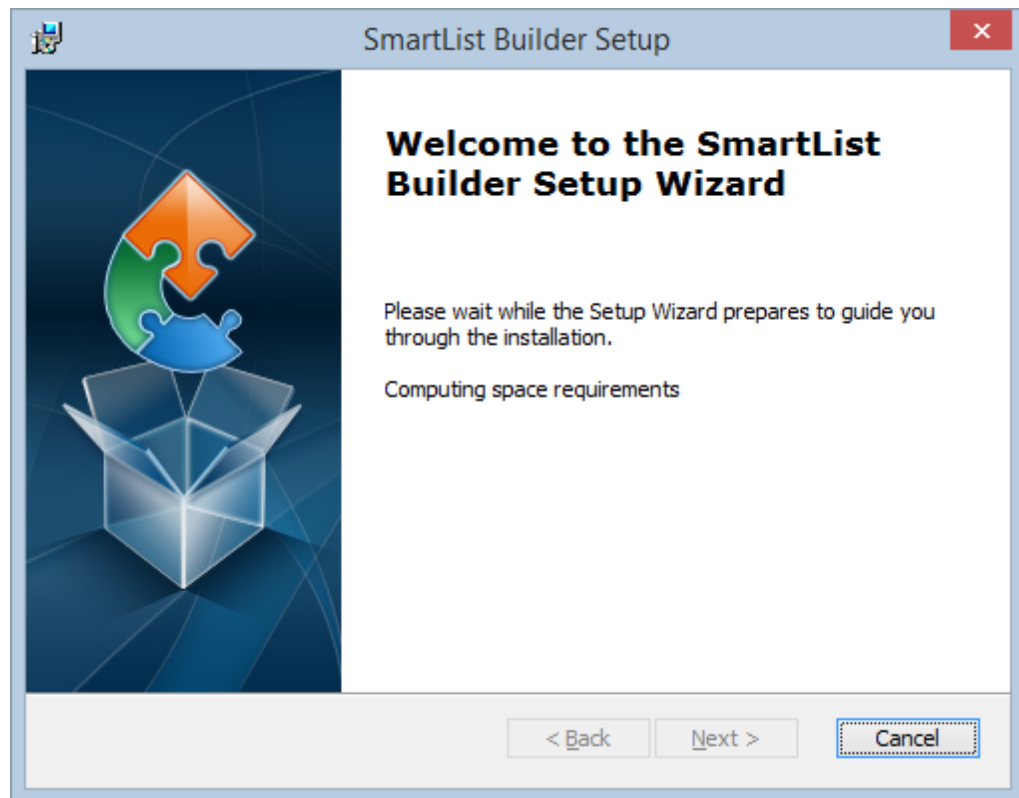 SmartList Builder Setup
Welcome to the SmartList
Builder Setup Wizard
Please wait while the Setup Wizard prepares to guide you
through the installation.
Computing space requirements
< Back
Next >
Cancel